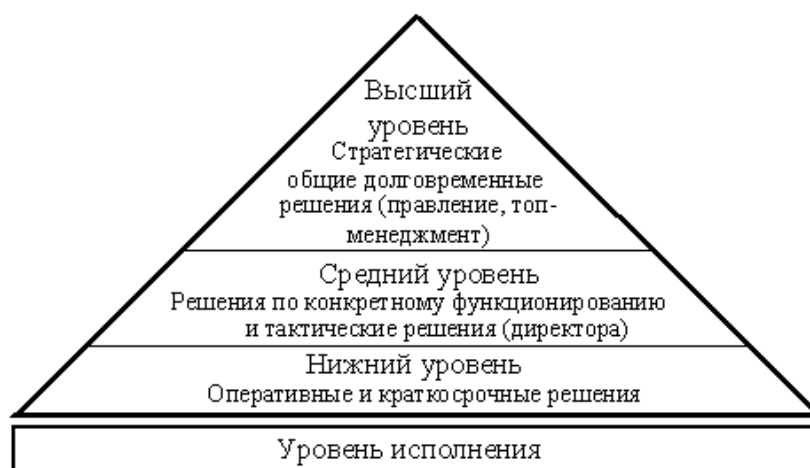 Высший
уровень
Стратегические
общие долговременные
решения (правление, топ-
менеджмент)
Средний уровень
Решения по конкретному функционированию
и тактические решения (директора)
Нижний уровень
Оперативные и краткосрочные решения
Уровень исполнения